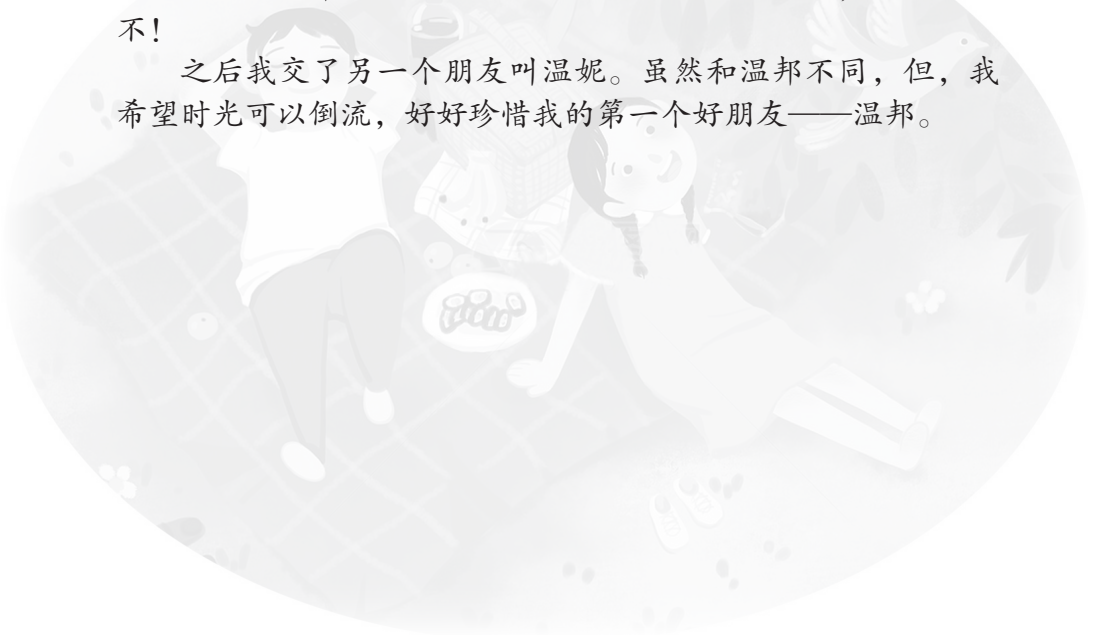 不！
之后我交了另一个朋友叫温妮。虽然和温邦不同，但，我
希望时光可以倒流，好好珍惜我的第一个好朋友——温邦。